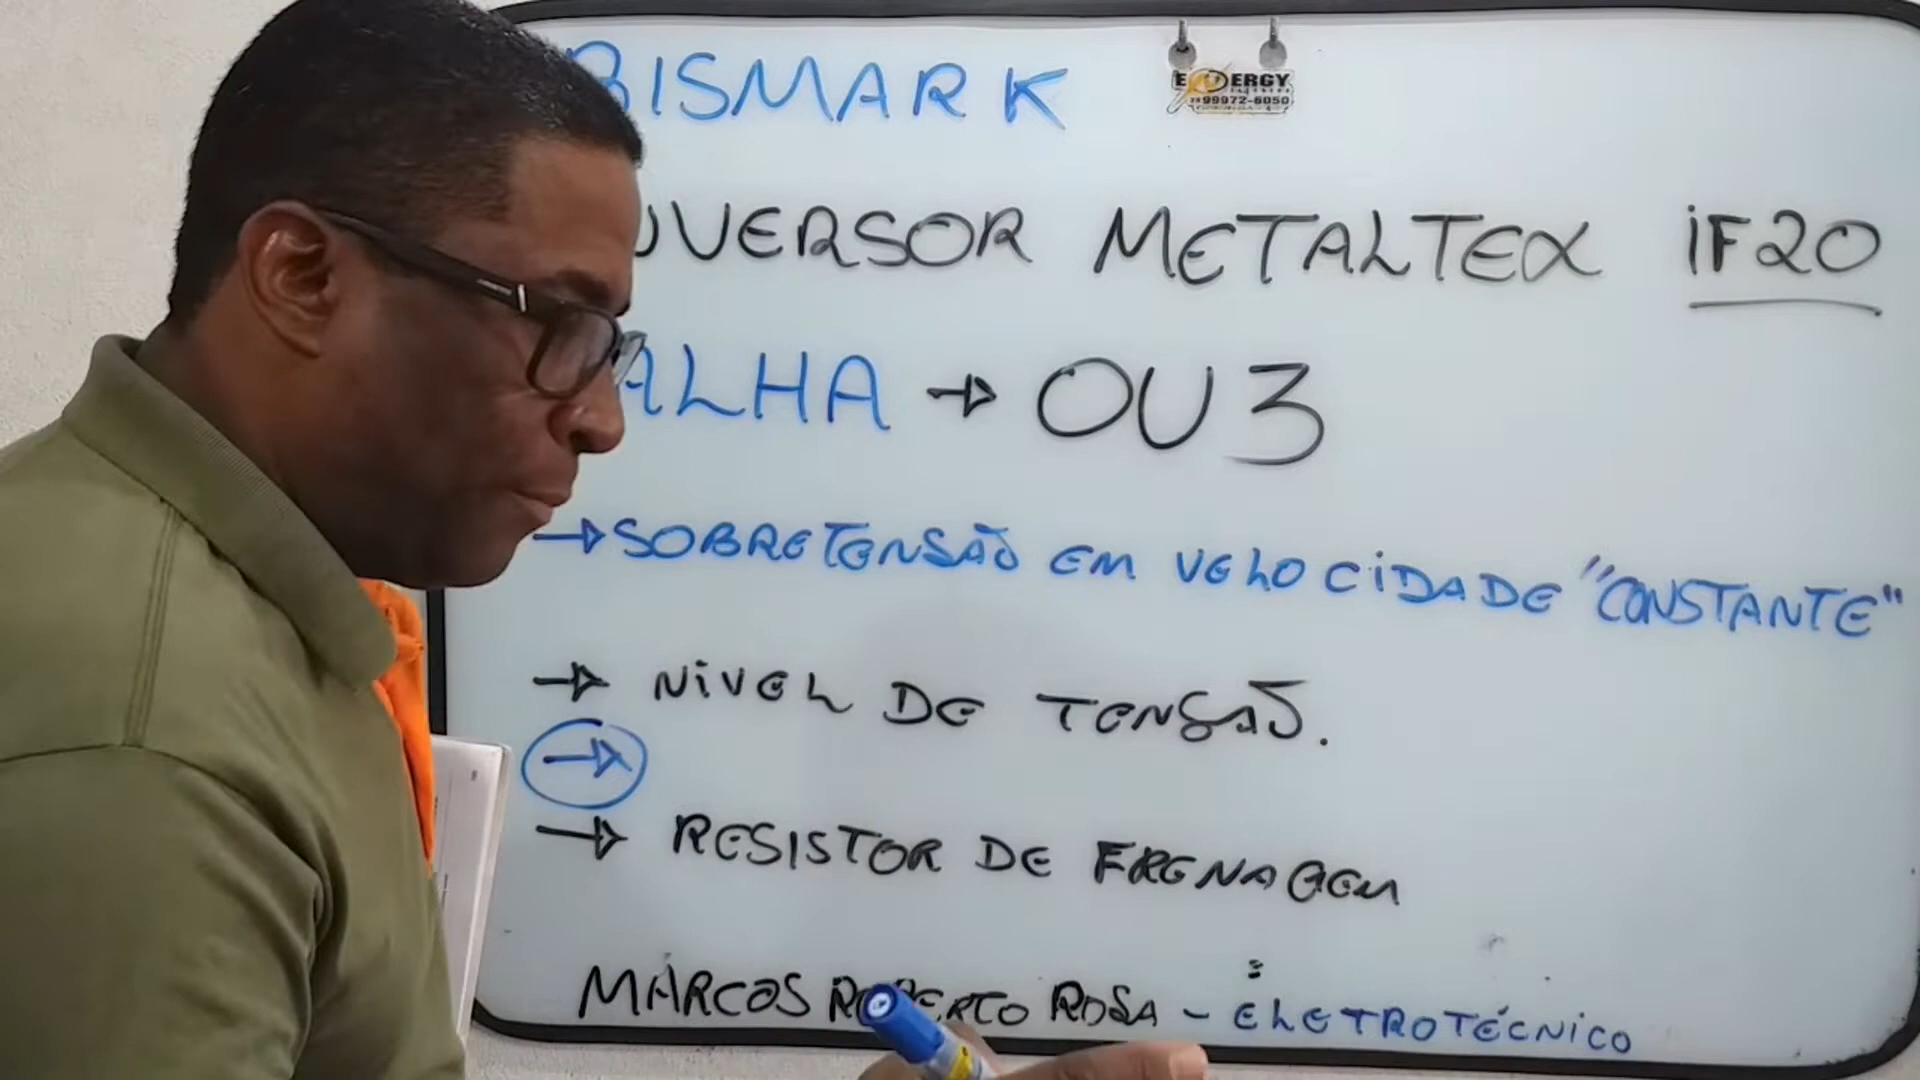 BISMARK
ENERGY
99972-6050
VERSOR METALTEX iF20
ALHA → OU3
→ SOBRETENSÃO EM VELOCIDADE "CONSTANTE"
→ NiVEL DE TENSÃO.
→
→ RESISTOR DE FRENAGEM
MARCOS ROBERTO ROSA - ELETROTÉCNICO